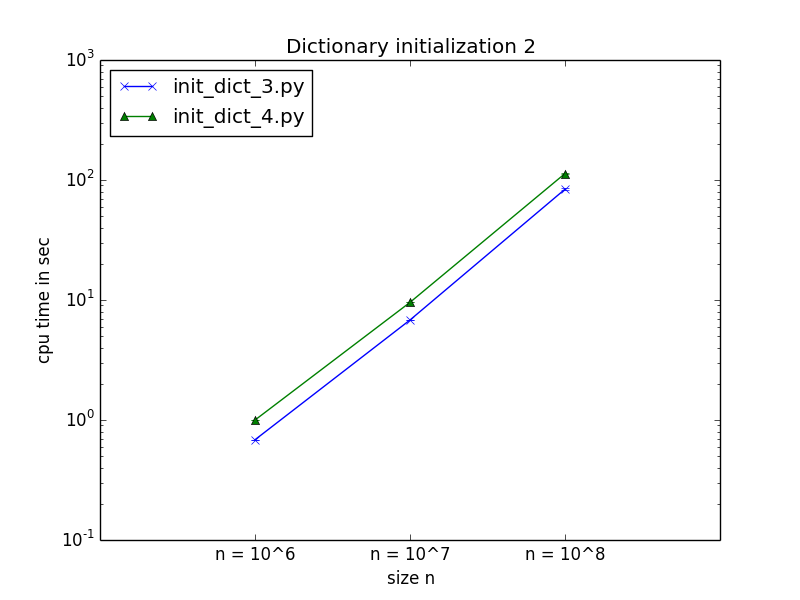 Dictionary initialization 2
init_dict_3.py
init_dict_4.py
10^3
10^2
10^1
10^0
10^-1
cpu time in sec
n = 10^6 n = 10^7 n = 10^8
size n